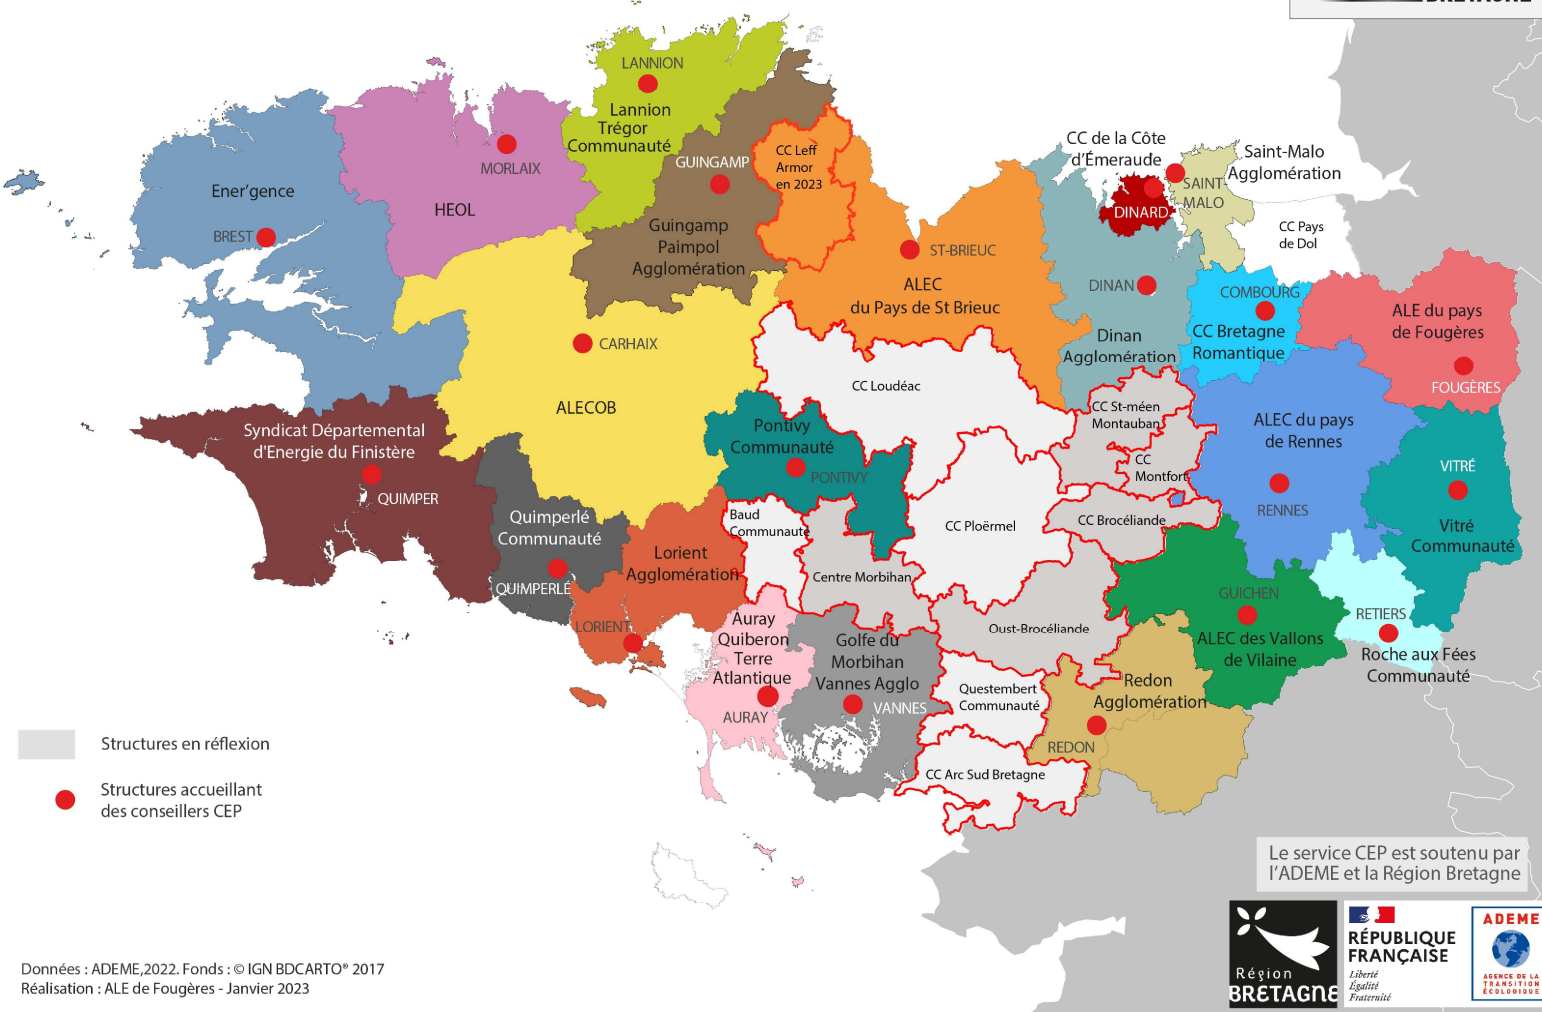 BRETAGNE
LANNION
Lannion
Trégor
Communauté
MORLAIX
HEOL
Ener’gence
BREST
GUINGAMP
Guingamp
Paimpol
Agglomération
CC Leff
Armor
en 2023
ST-BRIEUC
ALEC
du Pays de St Brieuc
CC de la Côte
d’Émeraude
DINARD
SAINT-
MALO
Saint-Malo
Agglomération
CC Pays
de Dol
DINAN
Dinan
Agglomération
COMBOURG
CC Bretagne
Romantique
ALE du pays
de Fougères
FOUGÈRES
CARHAIX
ALECOB
CC Loudéac
CC St-méen
Montauban
CC
Montfort
ALEC du pays
de Rennes
RENNES
VITRÉ
Vitré
Communauté
Syndicat Départemental
d'Energie du Finistère
QUIMPER
Pontivy
Communauté
PONTIVY
Quimperlé
Communauté
QUIMPERLÉ
Lorient
Agglomération
LORIENT
Baud
Communauté
Centre Morbihan
CC Ploërmel
CC Brocéliande
Oust-Brocéliande
GUICHEN
ALEC des Vallons
de Vilaine
RETIERS
Roche aux Fées
Communauté
Auray
Quiberon
Terre
Atlantique
AURAY
Golfe du
Morbihan
Vannes Agglo
VANNES
Questembert
Communauté
Redon
Agglomération
REDON
CC Arc Sud Bretagne
Structures en réflexion
Structures accueillant
des conseillers CEP
Le service CEP est soutenu par
l’ADEME et la Région Bretagne
Région
BRETAGNE
RÉPUBLIQUE
FRANÇAISE
Liberté
Égalité
Fraternité
ADEME
AGENCE DE LA
TRANSITION
ÉCOLOGIQUE
Données : ADEME,2022. Fonds : © IGN BDCARTO® 2017
Réalisation : ALE de Fougères - Janvier 2023